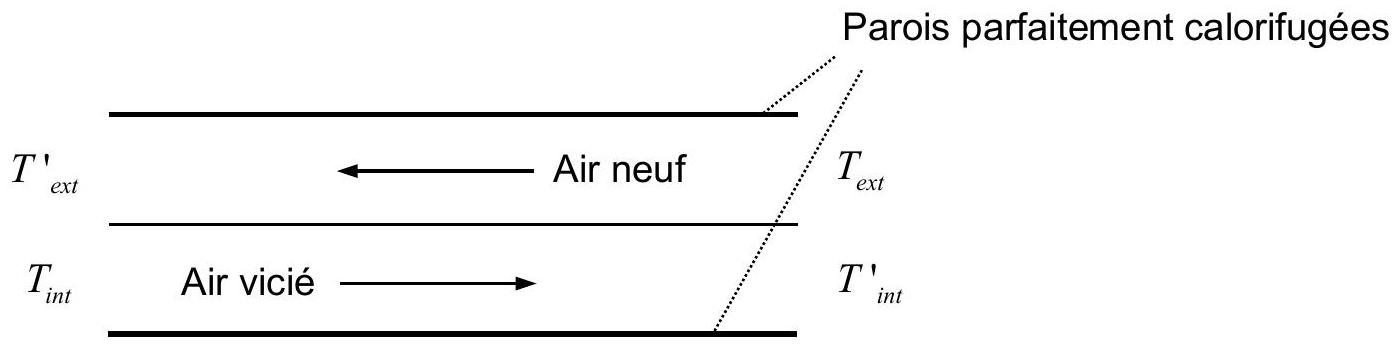 Parois parfaitement calorifugées
T'ext Air neuf Text
Tint Air vicié T'int